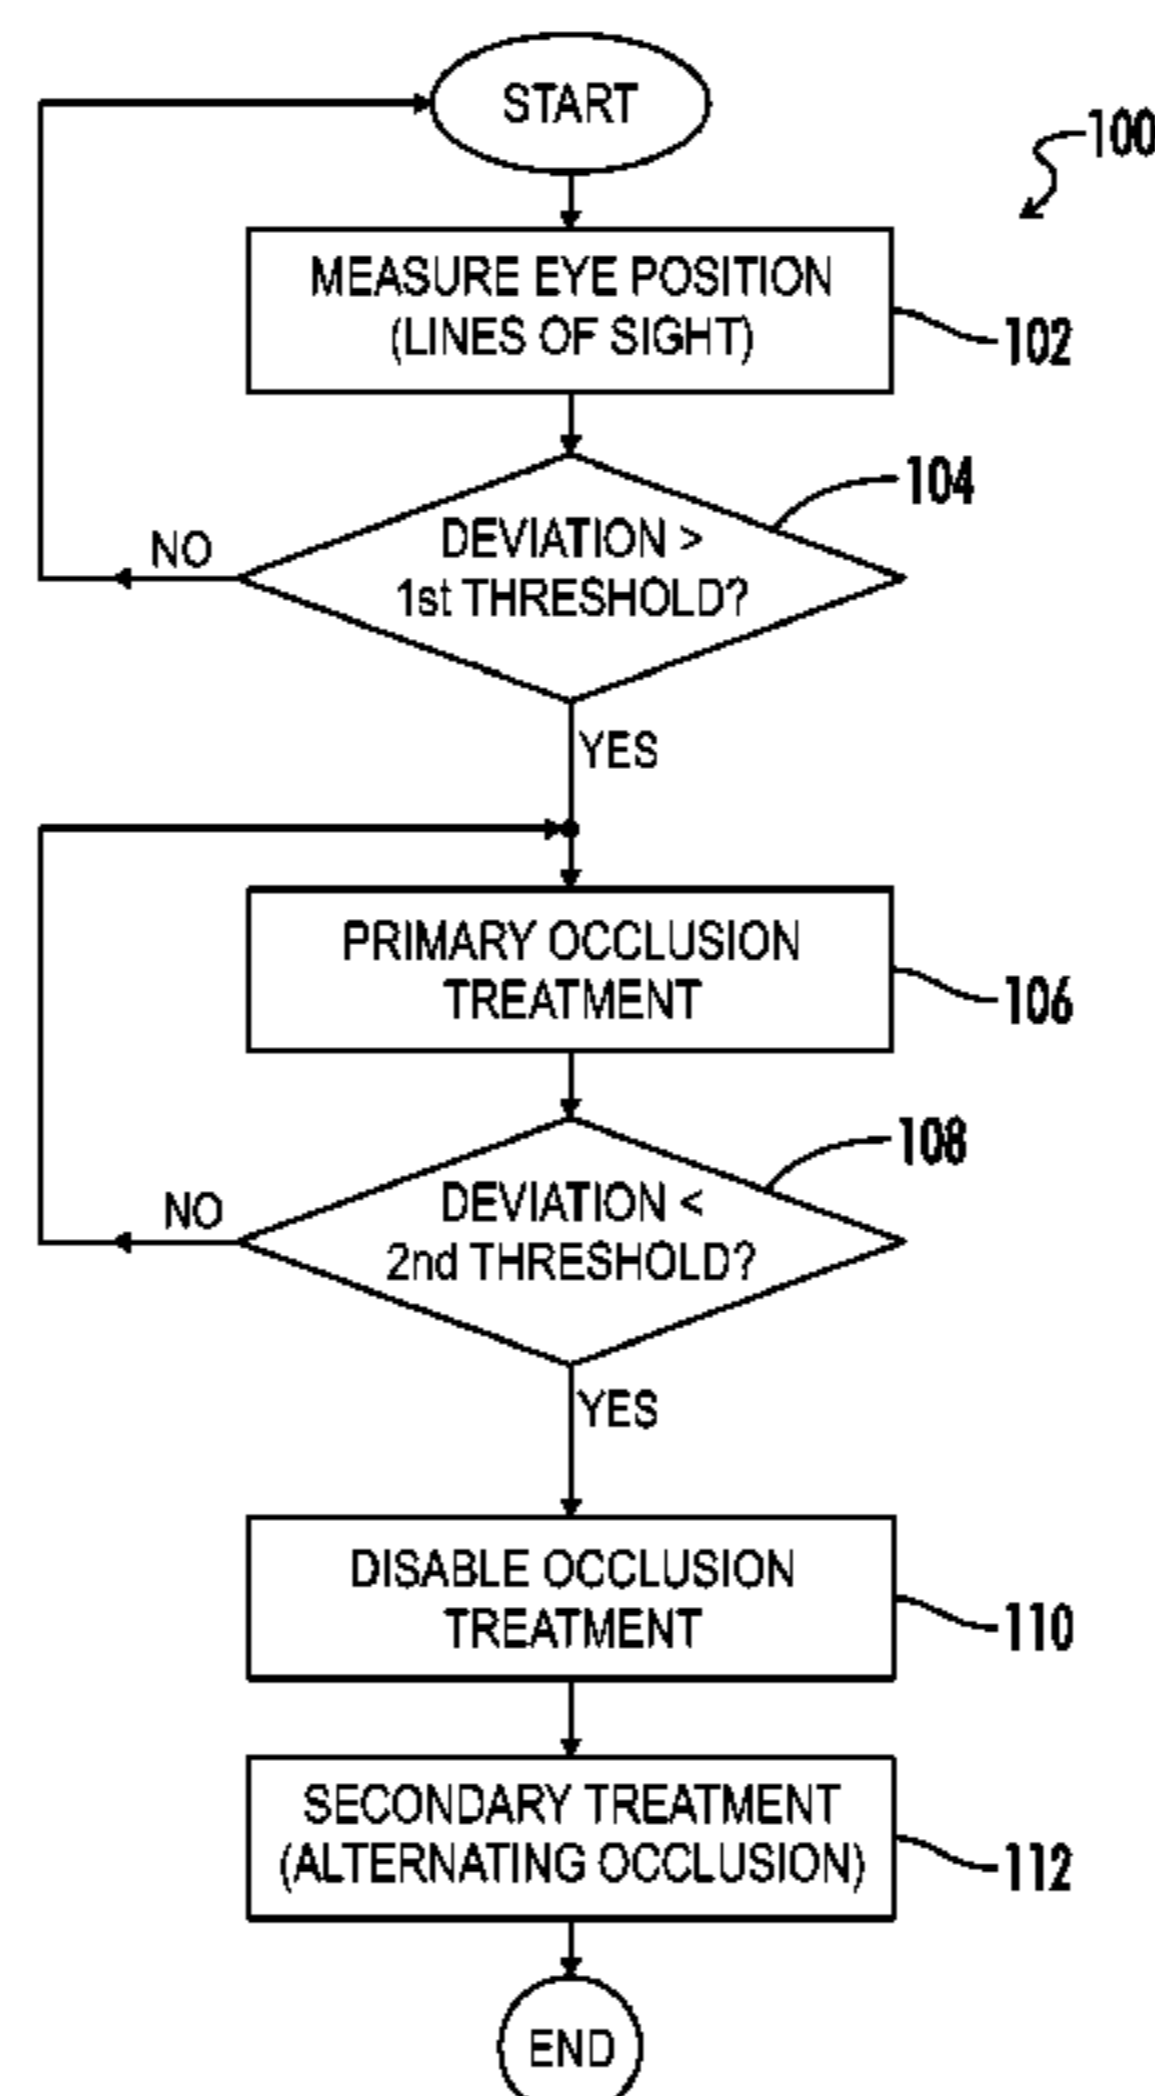 START
100
MEASURE EYE POSITION
(LINES OF SIGHT)
102
104
DEVIATION >
1st THRESHOLD?
NO
YES
PRIMARY OCCLUSION
TREATMENT
106
108
DEVIATION <
2nd THRESHOLD?
NO
YES
DISABLE OCCLUSION
TREATMENT
110
SECONDARY TREATMENT
(ALTERNATING OCCLUSION)
112
END